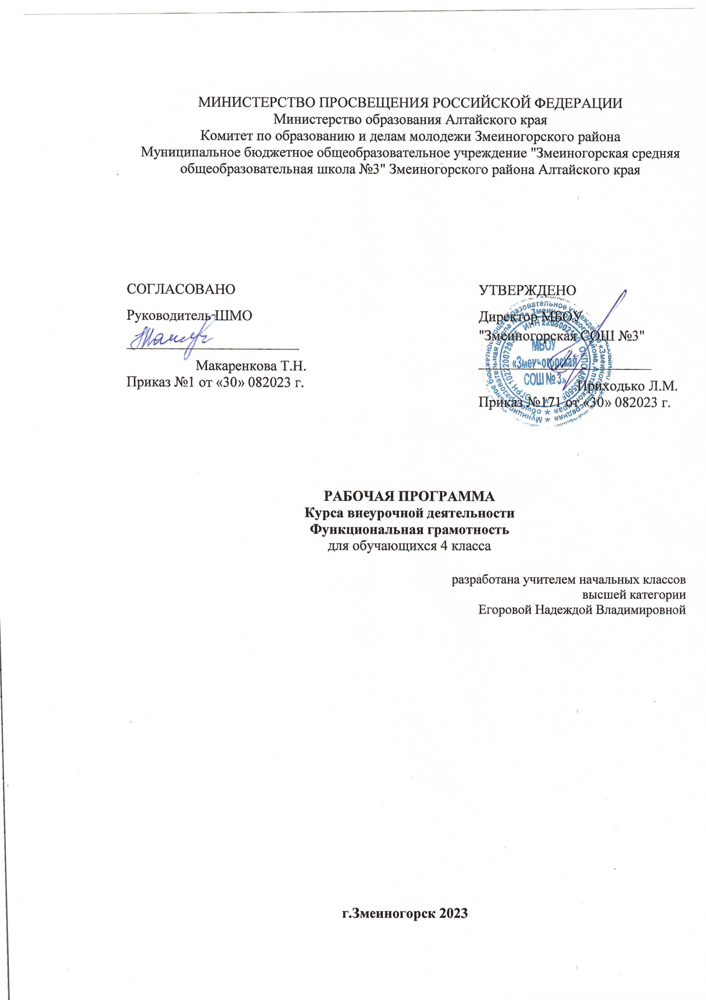 МИНИСТЕРСТВО ПРОСВЕЩЕНИЯ РОССИЙСКОЙ ФЕДЕРАЦИИ
Министерство образования Алтайского края
Комитет по образованию и делам молодежи Змеиногорского района
Муниципальное бюджетное общеобразовательное учреждение "Змеиногорская средняя
общеобразовательная школа №3" Змеиногорского района Алтайского края
СОГЛАСОВАНО
Руководитель ШМО
Макаренкова Т.Н.
Приказ №1 от «30» 082023 г.
УТВЕРЖДЕНО
Директор МБОУ
"Змеиногорская СОШ №3"
Приходько Л.М.
Приказ №171 от «30» 082023 г.
МБОУ
«Змеиногорская
СОШ № 3»
РАБОЧАЯ ПРОГРАММА
Курса внеурочной деятельности
Функциональная грамотность
для обучающихся 4 класса
разработана учителем начальных классов
высшей категории
Егоровой Надеждой Владимировной
г.Змеиногорск 2023